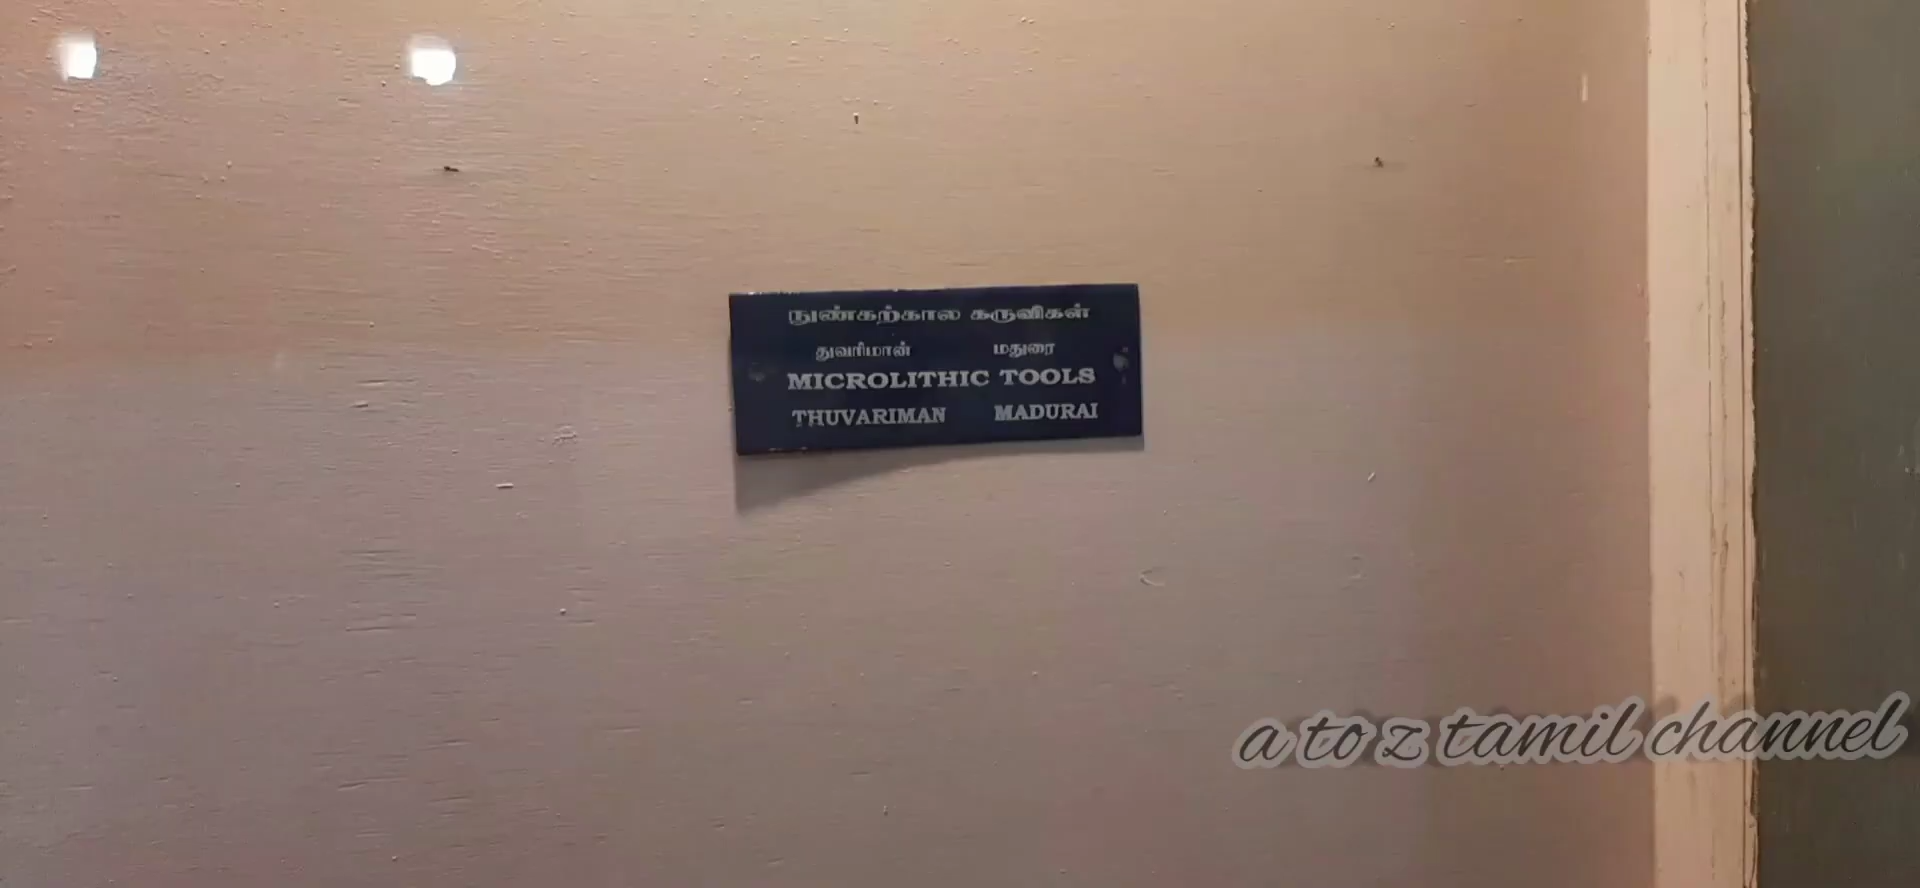 நுண்கற்கால கருவிகள்
துவரிமான் மதுரை
MICROLITHIC TOOLS
THUVARIMAN MADURAI
a to z tamil channel